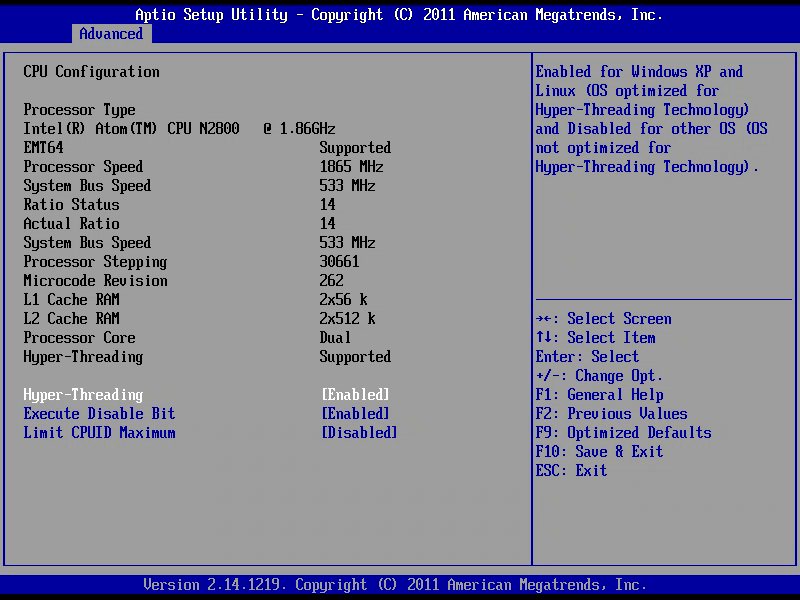 Aptio Setup Utility - Copyright (C) 2011 American Megatrends, Inc.
Advanced
CPU Configuration
Processor Type
Intel(R) Atom(TM) CPU N2800 @ 1.86GHz
EMT64 Supported
Processor Speed 1865 MHz
System Bus Speed 533 MHz
Ratio Status 14
Actual Ratio 14
System Bus Speed 533 MHz
Processor Stepping 30661
Microcode Revision 262
L1 Cache RAM 2x56 k
L2 Cache RAM 2x512 k
Processor Core Dual
Hyper-Threading Supported
Hyper-Threading [Enabled]
Execute Disable Bit [Enabled]
Limit CPUID Maximum [Disabled]
Enabled for Windows XP and
Linux (OS optimized for
Hyper-Threading Technology)
and Disabled for other OS (OS
not optimized for
Hyper-Threading Technology).
→←: Select Screen
↑↓: Select Item
Enter: Select
+/-: Change Opt.
F1: General Help
F2: Previous Values
F9: Optimized Defaults
F10: Save & Exit
ESC: Exit
Version 2.14.1219. Copyright (C) 2011 American Megatrends, Inc.